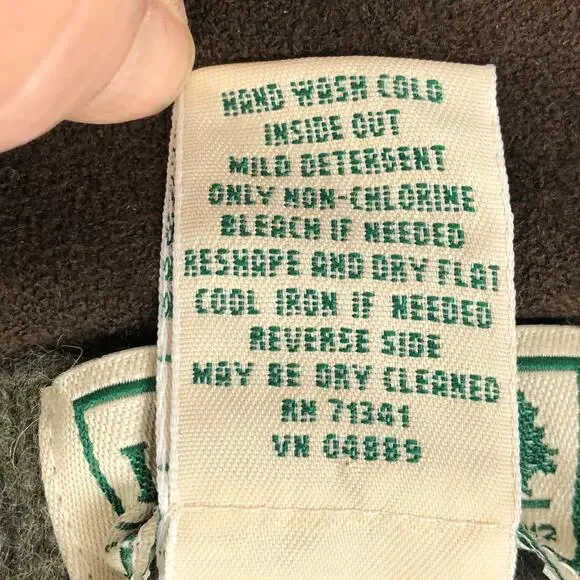 HAND WASH COLD
INSIDE OUT
MILD DETERGENT
ONLY NON-CHLORINE
BLEACH IF NEEDED
RESHAPE AND DRY FLAT
COOL IRON IF NEEDED
REVERSE SIDE
MAY BE DRY CLEANED
RN 71341
VN 04889